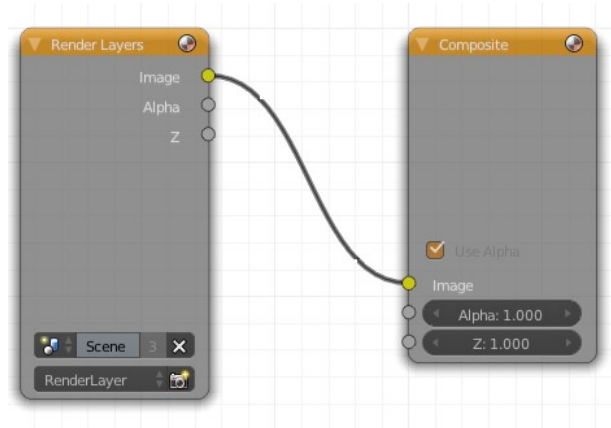 Render Layers
Image
Alpha
Z
Scene 3
RenderLayer
Composite
Use Alpha
Image
Alpha: 1.000
Z: 1.000